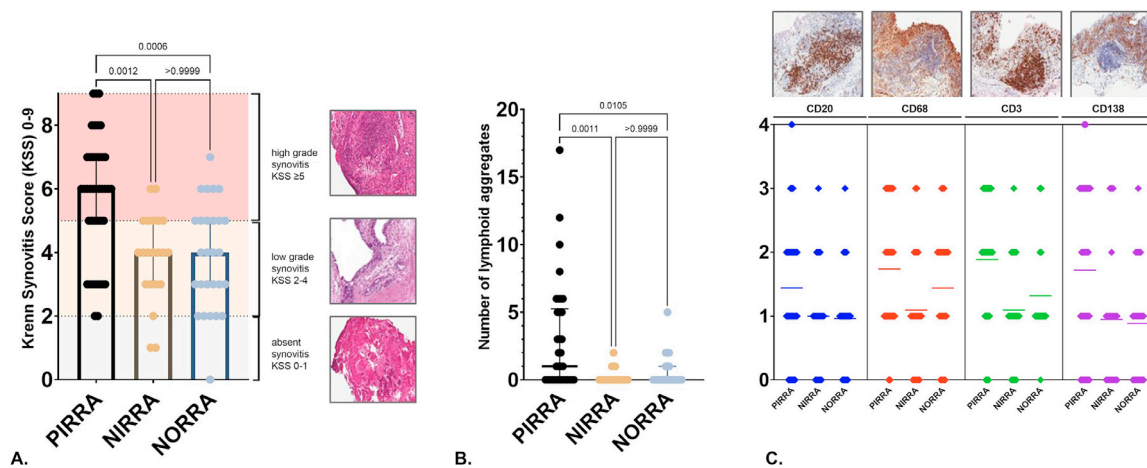 0.0006
0.0012
>0.9999
Krenn Synovitis Score (KSS) 0-9
8
6
4
2
0
high grade
synovitis
KSS ≥5
low grade
synovitis
KSS 2-4
absent
synovitis
KSS 0-1
PIRRA
NIRRA
NORRA
A.
0.0105
0.0011
>0.9999
Number of lymphoid aggregates
20
15
10
5
0
PIRRA
NIRRA
NORRA
B.
CD20
CD68
CD3
CD138
4
3
2
1
0
PIRRA
NIRRA
NORRA
PIRRA
NIRRA
NORRA
PIRRA
NIRRA
NORRA
PIRRA
NIRRA
NORRA
C.